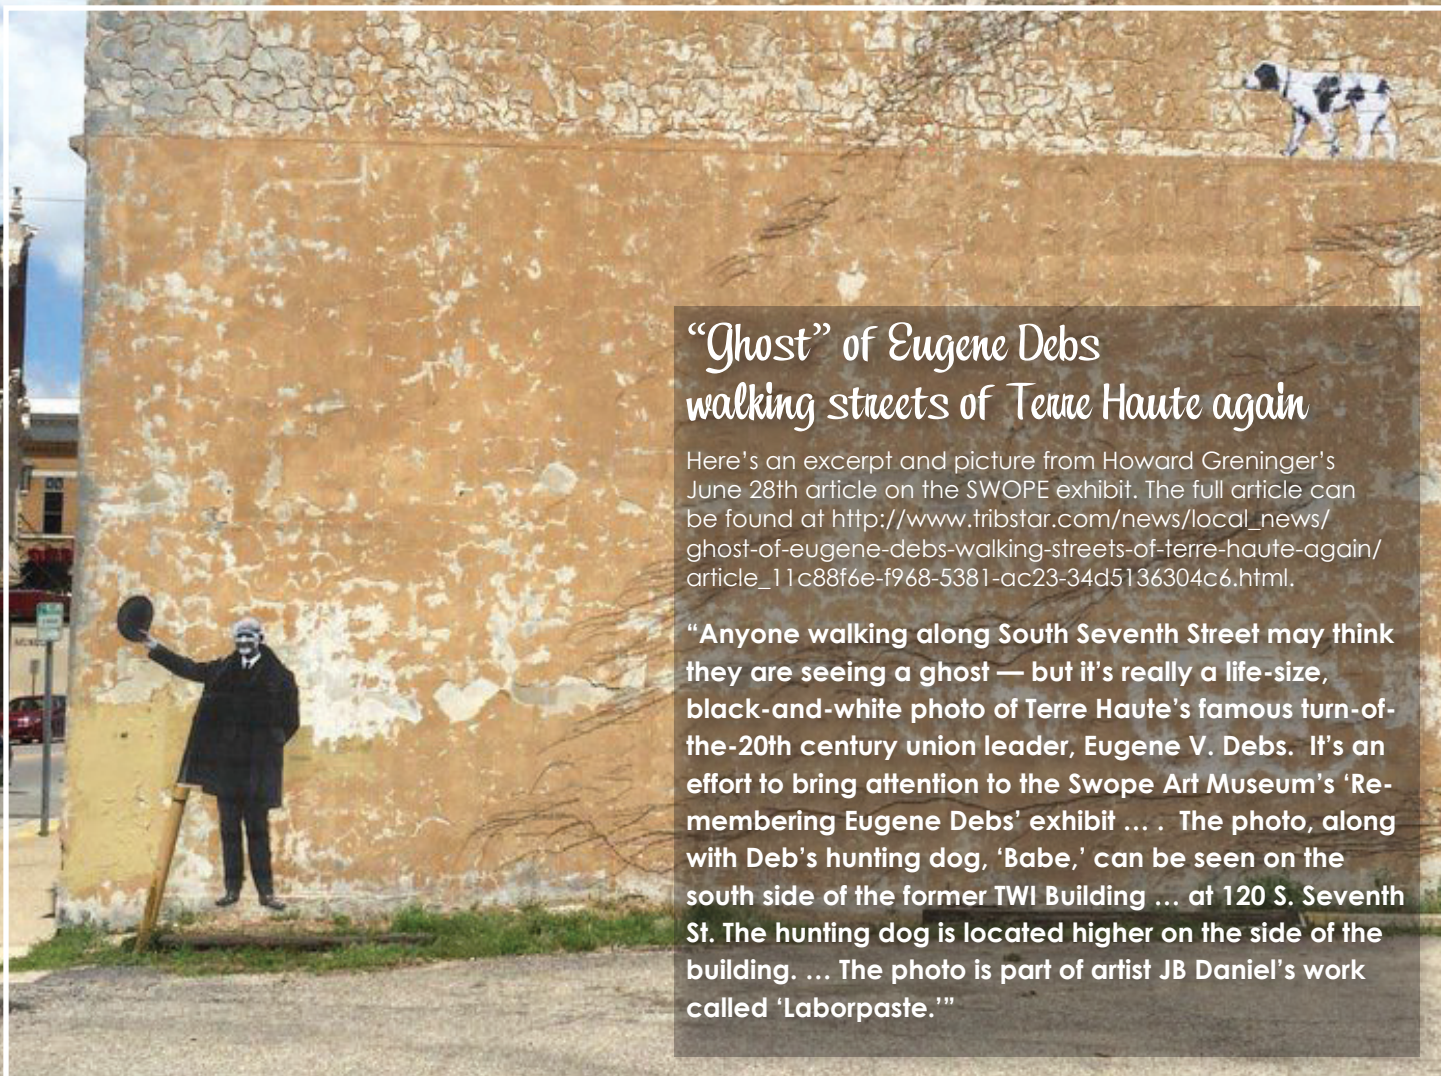 “Ghost” of Eugene Debs
walking streets of Terre Haute again
Here’s an excerpt and picture from Howard Greninger’s
June 28th article on the SWOPE exhibit. The full article can
be found at http://www.tribstar.com/news/local_news/
ghost-of-eugene-debs-walking-streets-of-terre-haute-again/
article_11c88f6e-f968-5381-ac23-34d5136304c6.html.
“Anyone walking along South Seventh Street may think
they are seeing a ghost — but it’s really a life-size,
black-and-white photo of Terre Haute’s famous turn-of-
the-20th century union leader, Eugene V. Debs.  It’s an
effort to bring attention to the Swope Art Museum’s ‘Re-
membering Eugene Debs’ exhibit … .  The photo, along
with Deb’s hunting dog, ‘Babe,’ can be seen on the
south side of the former TWI Building … at 120 S. Seventh
St. The hunting dog is located higher on the side of the
building. … The photo is part of artist JB Daniel’s work
called ‘Laborpaste.’”